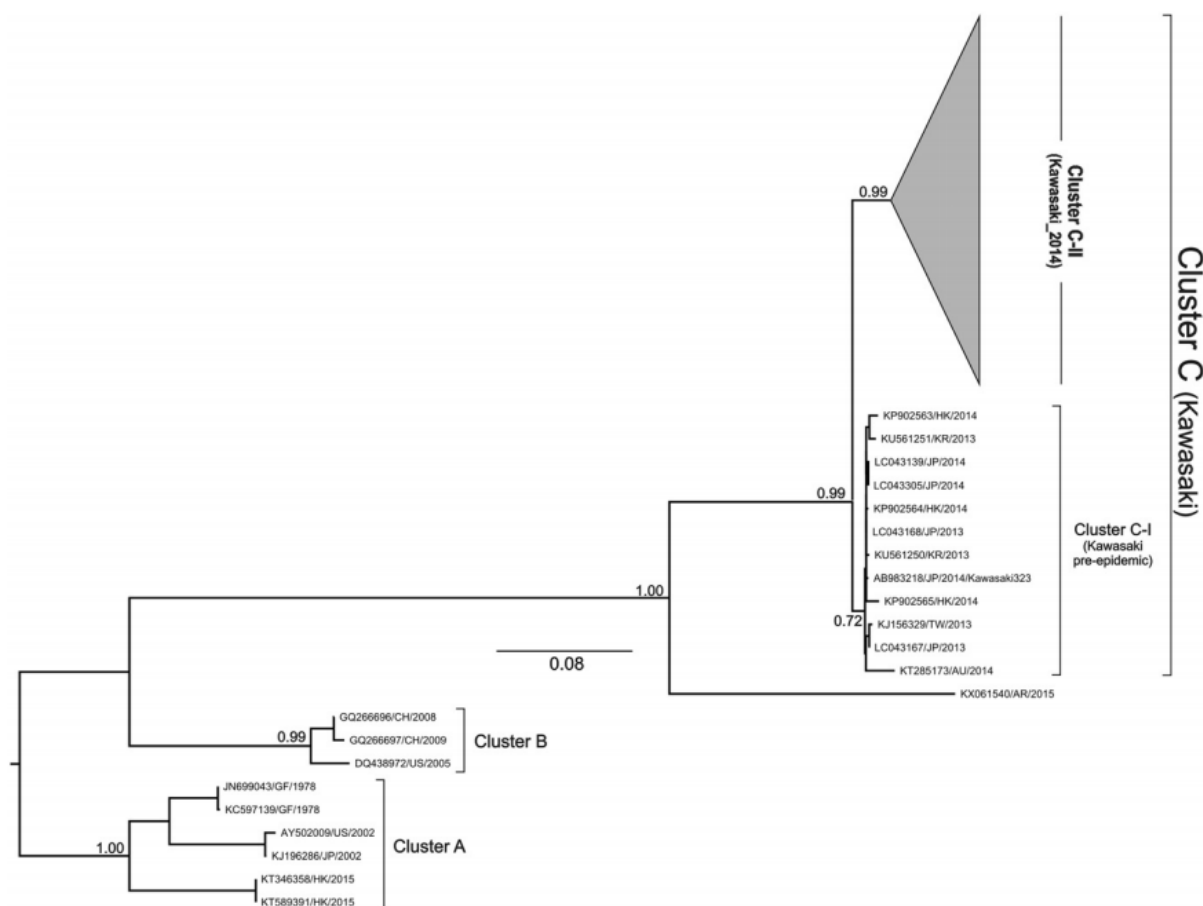 0.99
Cluster C-II
(Kawasaki_2014)
Cluster C (Kawasaki)
KP902563/HK/2014
KU561251/KR/2013
LC043139/JP/2014
LC043305/JP/2014
0.99
KP902564/HK/2014
LC043168/JP/2013
Cluster C-I
(Kawasaki
pre-epidemic)
KU561250/KR/2013
AB983218/JP/2014/Kawasaki323
1.00
KP902565/HK/2014
0.72
KJ156329/TW/2013
LC043167/JP/2013
0.08
KT285173/AU/2014
KX061540/AR/2015
GQ266696/CH/2008
0.99
GQ266697/CH/2009
Cluster B
DQ438972/US/2005
JN699043/GF/1978
KC597139/GF/1978
AY502009/US/2002
1.00
Cluster A
KJ196286/JP/2002
KT346358/HK/2015
KT589391/HK/2015